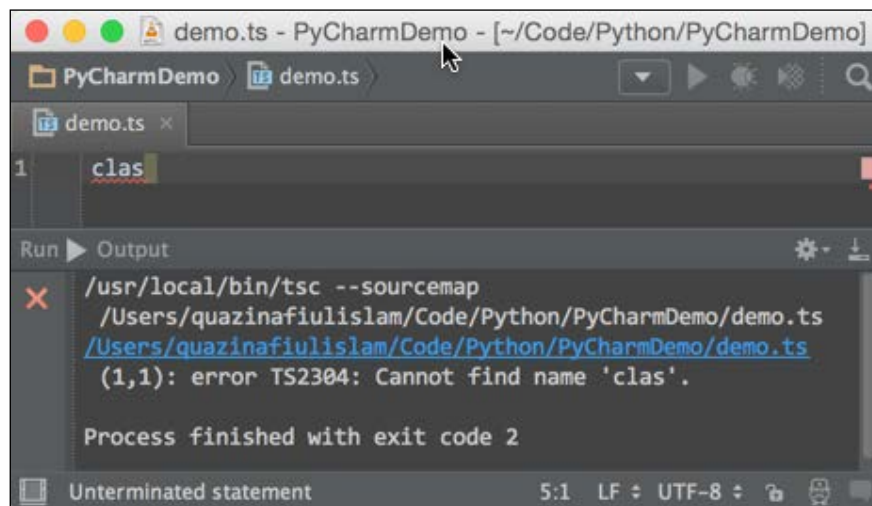 demo.ts - PyCharmDemo - [~/Code/Python/PyCharmDemo]
PyCharmDemo demo.ts
demo.ts
1 clas
Run Output
/usr/local/bin/tsc --sourcemap
/Users/quazinafiulislam/Code/Python/PyCharmDemo/demo.ts
/Users/quazinafiulislam/Code/Python/PyCharmDemo/demo.ts
(1,1): error TS2304: Cannot find name 'clas'.
Process finished with exit code 2
Unterminated statement 5:1 LF UTF-8